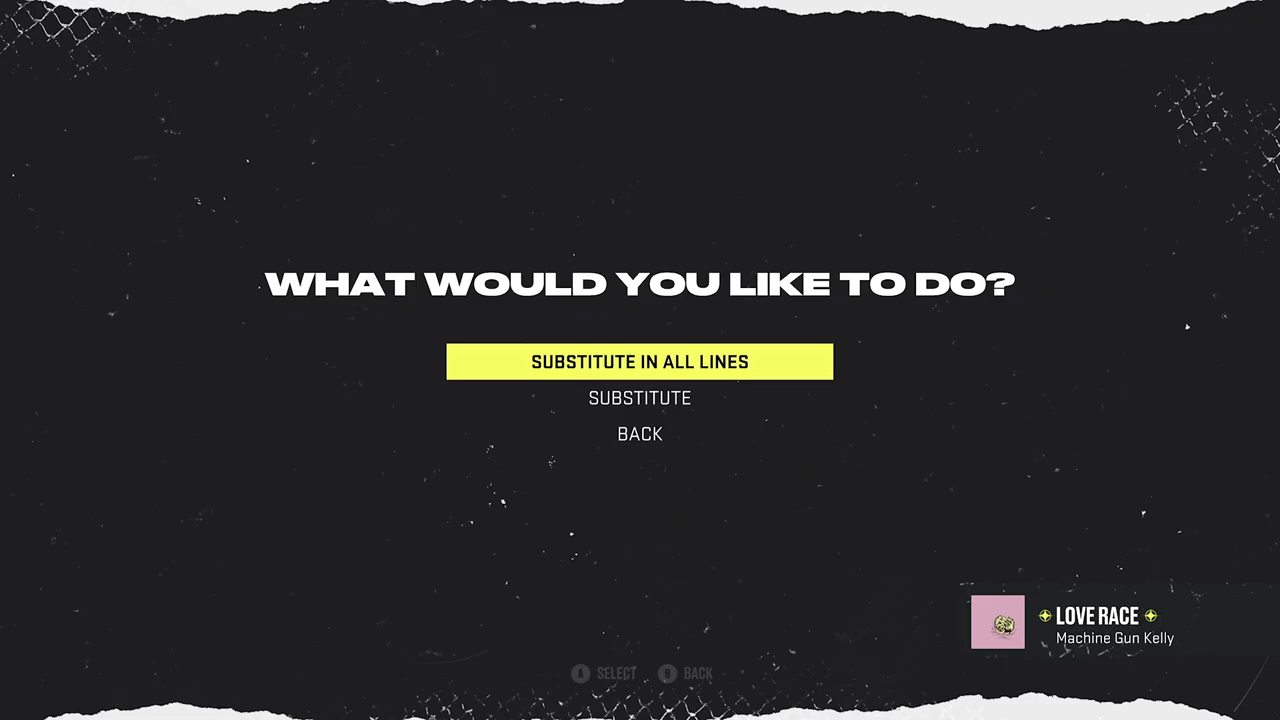 WHAT WOULD YOU LIKE TO DO?
SUBSTITUTE IN ALL LINES
SUBSTITUTE
BACK
LOVE RACE
Machine Gun Kelly
A SELECT B BACK